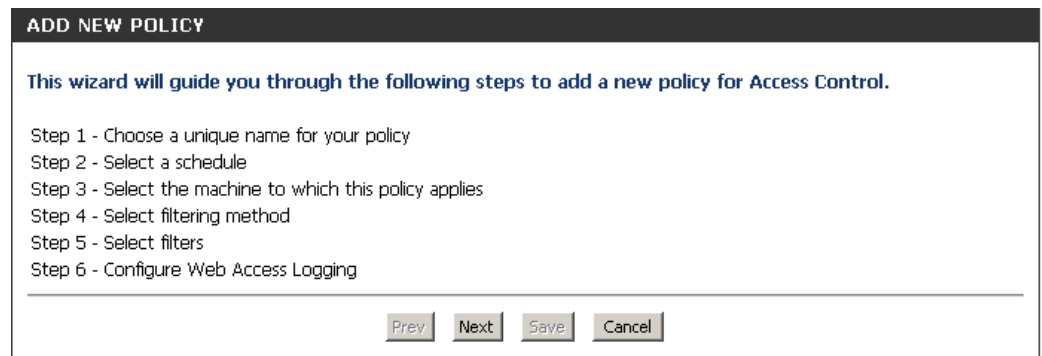 ADD NEW POLICY
This wizard will guide you through the following steps to add a new policy for Access Control.
Step 1 - Choose a unique name for your policy
Step 2 - Select a schedule
Step 3 - Select the machine to which this policy applies
Step 4 - Select filtering method
Step 5 - Select filters
Step 6 - Configure Web Access Logging
Prev Next Save Cancel